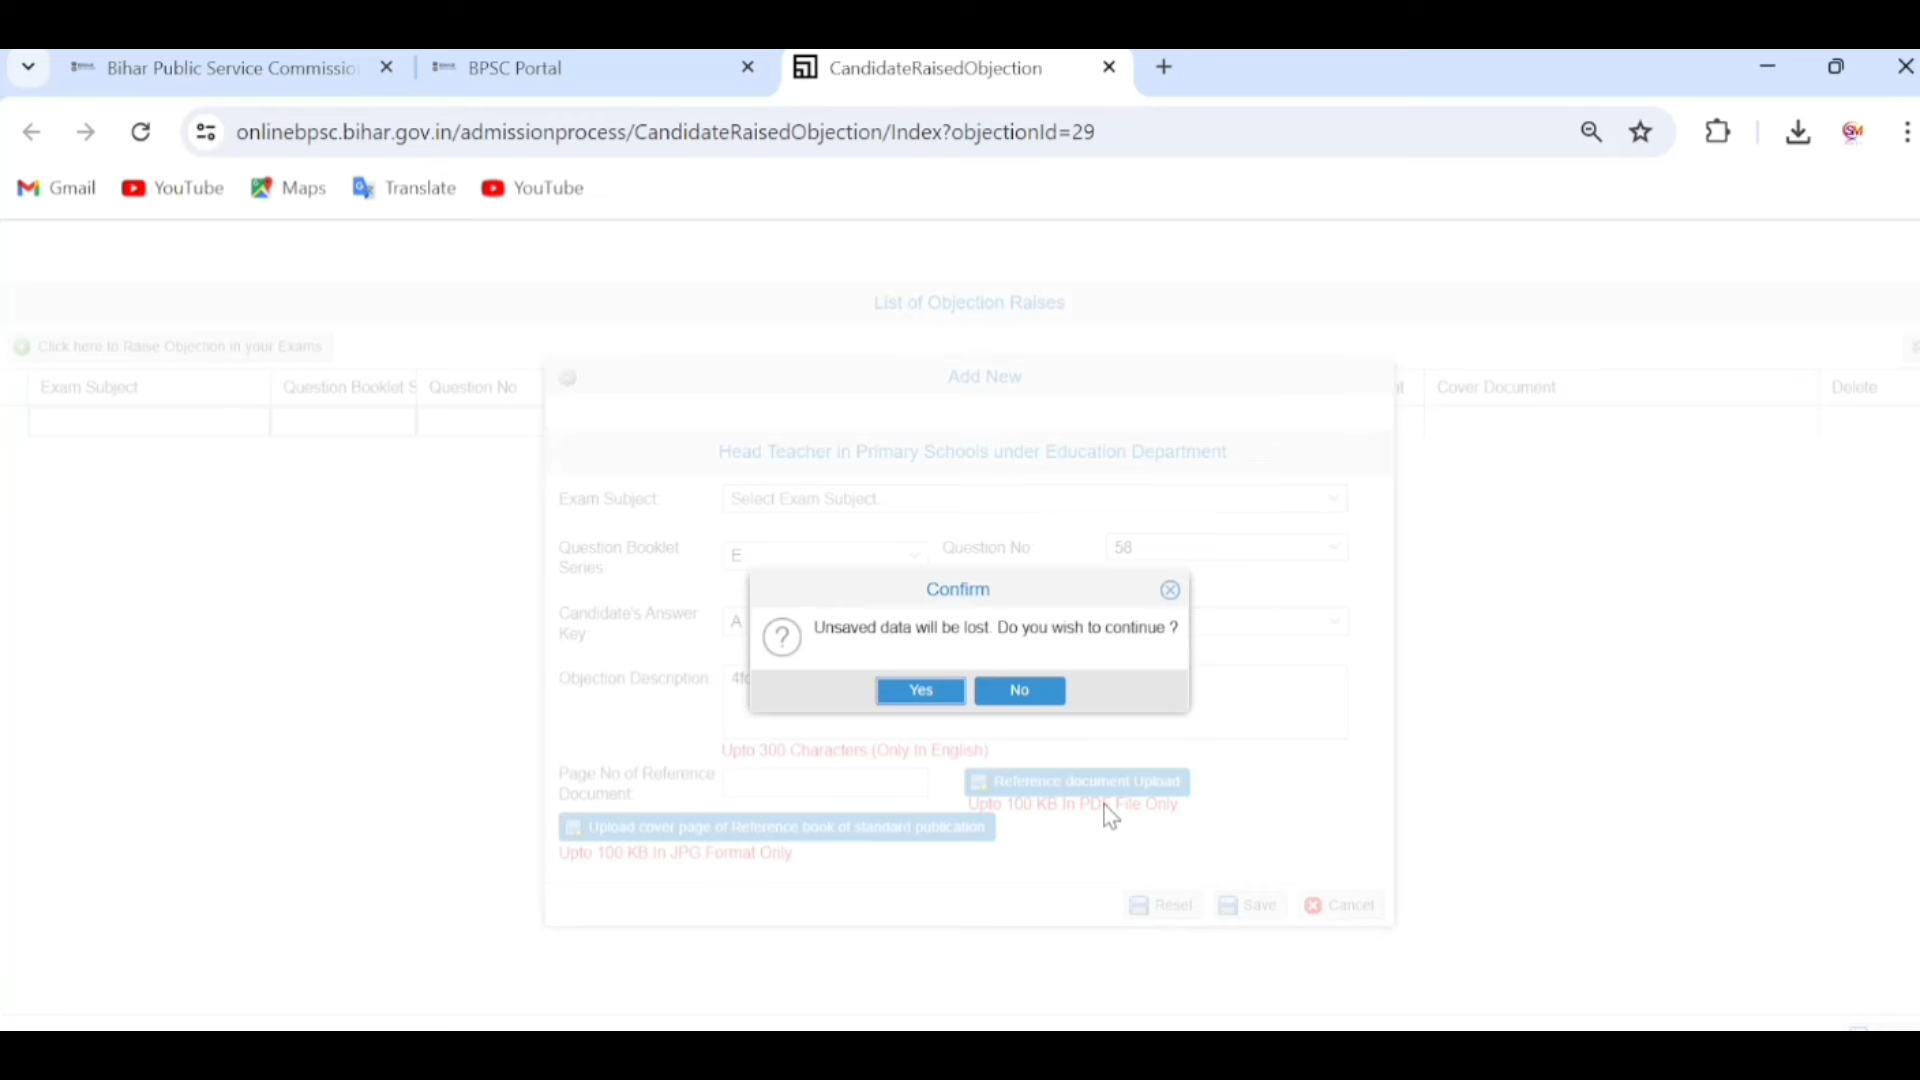 Bihar Public Service Commissio
BPSC Portal
CandidateRaisedObjection
onlinebpsc.bihar.gov.in/admissionprocess/CandidateRaisedObjection/Index?objectionId=29
Gmail
YouTube
Maps
Translate
YouTube
List of Objection Raises
Click here to Raise Objection in your Exams
Exam Subject
Question Booklet S
Question No
Cover Document
Delete
Add New
Head Teacher in Primary Schools under Education Department
Exam Subject:
Select Exam Subject..
Question Booklet
Series:
E
Question No:
58
Confirm
Unsaved data will be lost. Do you wish to continue ?
Yes
No
Candidate's Answer
Key:
A
Objection Description:
Upto 300 Characters (Only In English)
Page No of Reference
Document:
Reference document Upload
Upto 100 KB In PDF File Only
Upload cover page of Reference book of standard publication
Upto 100 KB In JPG Format Only
Reset
Save
Cancel